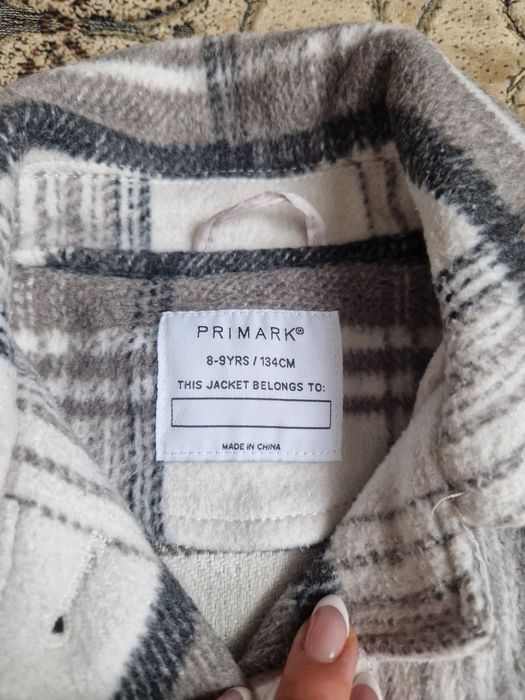 PRIMARK®
8-9YRS / 134CM
THIS JACKET BELONGS TO:
MADE IN CHINA